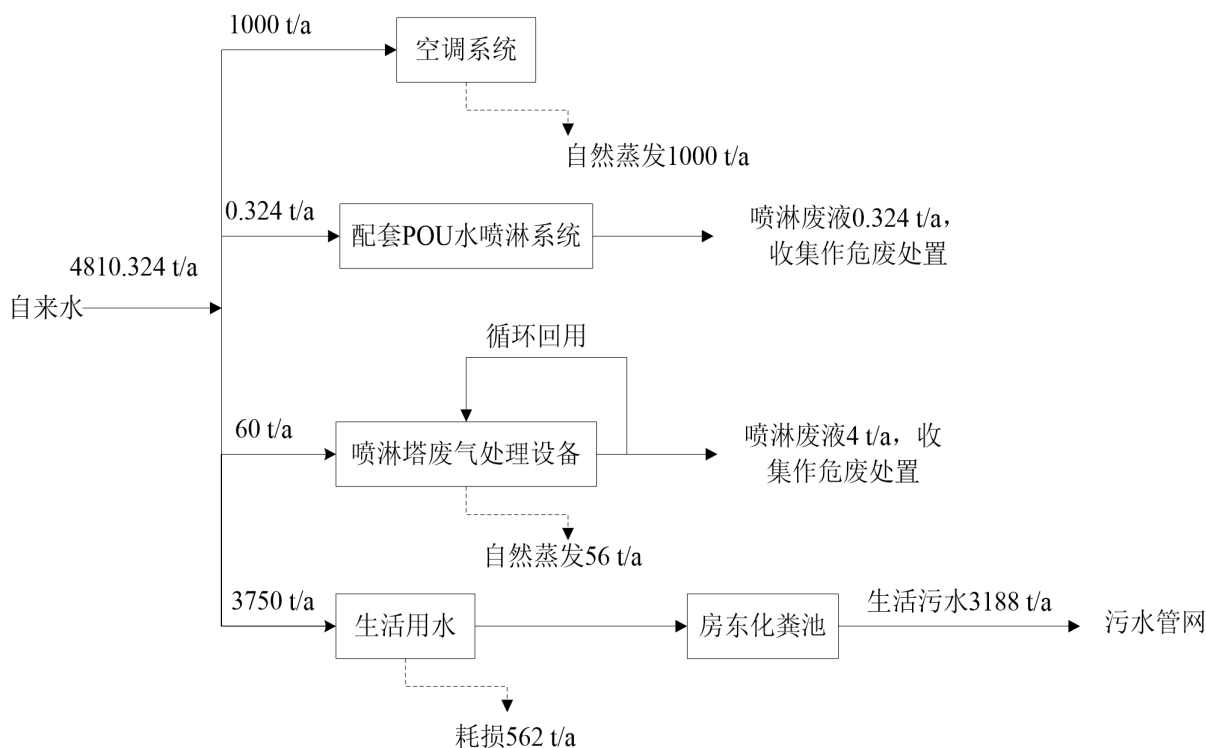 1000 t/a
空调系统
自然蒸发1000 t/a
0.324 t/a
配套POU水喷淋系统
喷淋废液0.324 t/a,
收集作危废处置
4810.324 t/a
自来水
循环回用
60 t/a
喷淋塔废气处理设备
喷淋废液4 t/a，收
集作危废处置
自然蒸发56 t/a
3750 t/a
生活用水
房东化粪池
生活污水3188 t/a
污水管网
耗损562 t/a